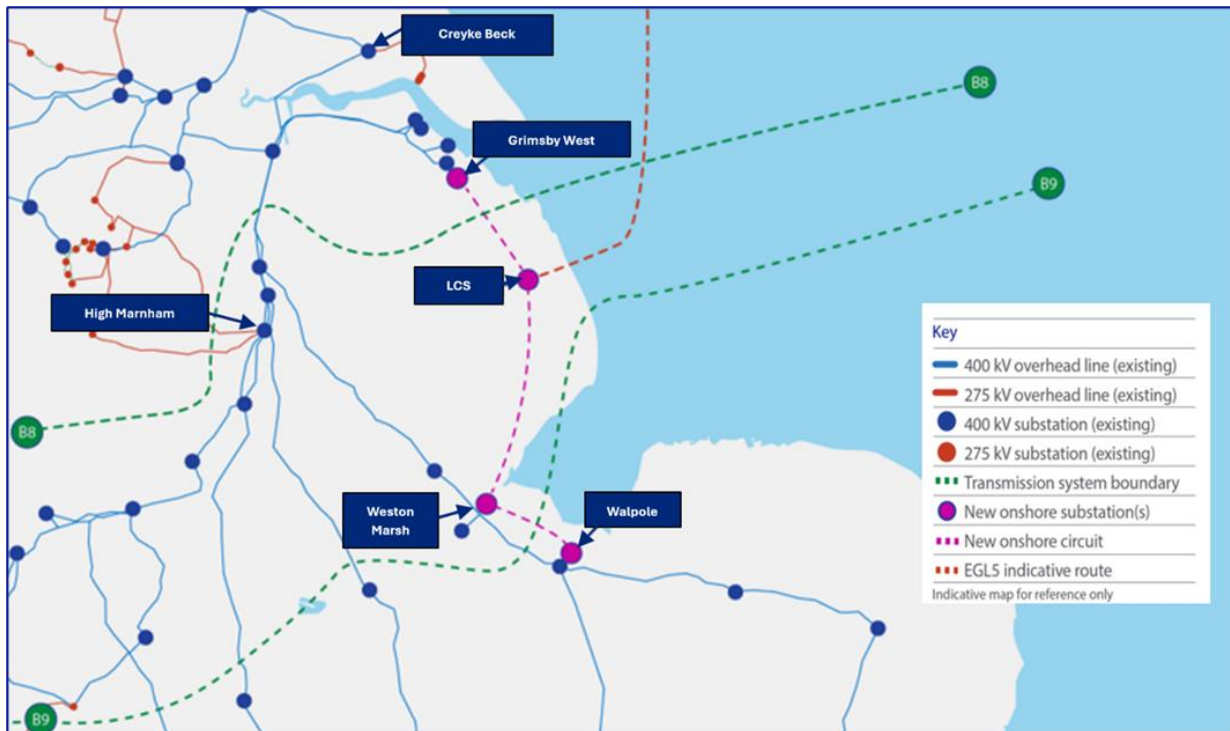 Creyke Beck
B8
Grimsby West
B9
LCS
High Marnham
Key
400 kV overhead line (existing)
275 kV overhead line (existing)
400 kV substation (existing)
275 kV substation (existing)
Transmission system boundary
New onshore substation(s)
New onshore circuit
EGL5 indicative route
Indicative map for reference only
B8
Weston
Marsh
Walpole
B9